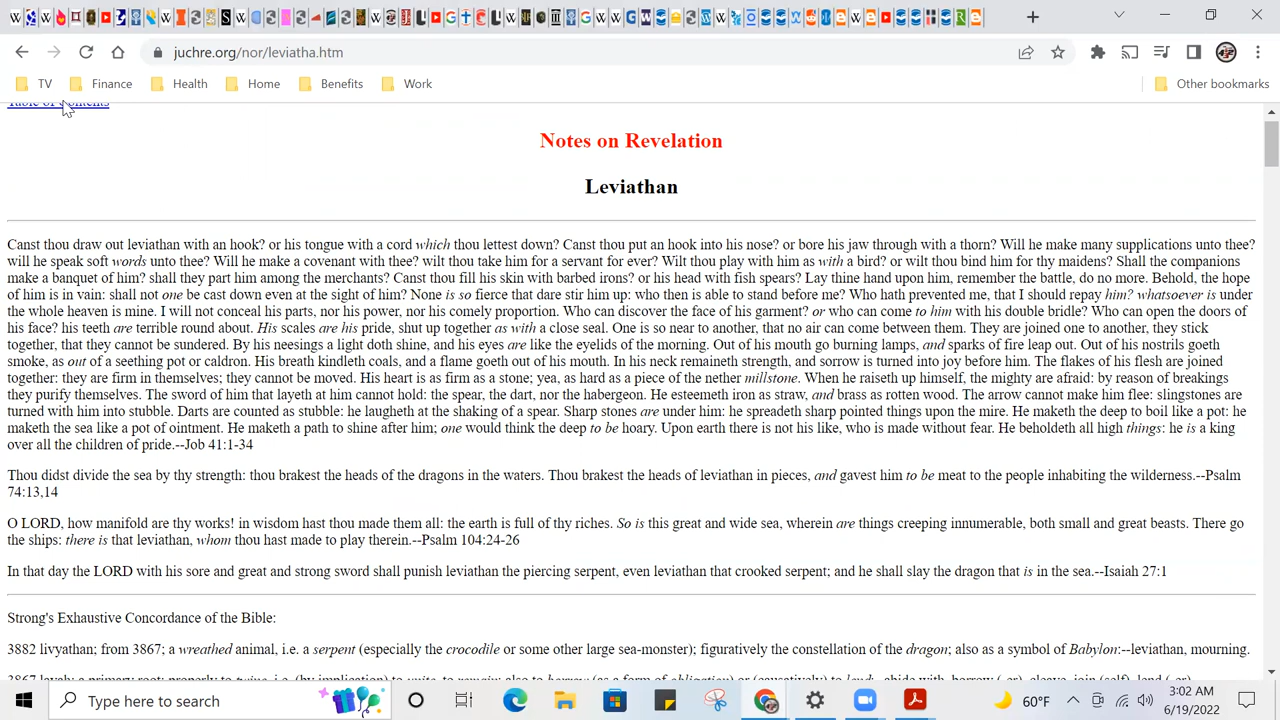 juchre.org/nor/leviatha.htm
TV Finance Health Home Benefits Work Other bookmarks
Table of Contents
Notes on Revelation
Leviathan
Canst thou draw out leviathan with an hook? or his tongue with a cord which thou lettest down? Canst thou put an hook into his nose? or bore his jaw through with a thorn? Will he make many supplications unto thee?
will he speak soft words unto thee? Will he make a covenant with thee? wilt thou take him for a servant for ever? Wilt thou play with him as with a bird? or wilt thou bind him for thy maidens? Shall the companions
make a banquet of him? shall they part him among the merchants? Canst thou fill his skin with barbed irons? or his head with fish spears? Lay thine hand upon him, remember the battle, do no more. Behold, the hope
of him is in vain: shall not one be cast down even at the sight of him? None is so fierce that dare stir him up: who then is able to stand before me? Who hath prevented me, that I should repay him? whatsoever is under
the whole heaven is mine. I will not conceal his parts, nor his power, nor his comely proportion. Who can discover the face of his garment? or who can come to him with his double bridle? Who can open the doors of
his face? his teeth are terrible round about. His scales are his pride, shut up together as with a close seal. One is so near to another, that no air can come between them. They are joined one to another, they stick
together, that they cannot be sundered. By his neesings a light doth shine, and his eyes are like the eyelids of the morning. Out of his mouth go burning lamps, and sparks of fire leap out. Out of his nostrils goeth
smoke, as out of a seething pot or caldron. His breath kindleth coals, and a flame goeth out of his mouth. In his neck remaineth strength, and sorrow is turned into joy before him. The flakes of his flesh are joined
together: they are firm in themselves; they cannot be moved. His heart is as firm as a stone; yea, as hard as a piece of the nether millstone. When he raiseth up himself, the mighty are afraid: by reason of breakings
they purify themselves. The sword of him that layeth at him cannot hold: the spear, the dart, nor the habergeon. He esteemeth iron as straw, and brass as rotten wood. The arrow cannot make him flee: slingstones are
turned with him into stubble. Darts are counted as stubble: he laugheth at the shaking of a spear. Sharp stones are under him: he spreadeth sharp pointed things upon the mire. He maketh the deep to boil like a pot: he
maketh the sea like a pot of ointment. He maketh a path to shine after him; one would think the deep to be hoary. Upon earth there is not his like, who is made without fear. He beholdeth all high things: he is a king
over all the children of pride.--Job 41:1-34
Thou didst divide the sea by thy strength: thou brakest the heads of the dragons in the waters. Thou brakest the heads of leviathan in pieces, and gavest him to be meat to the people inhabiting the wilderness.--Psalm
74:13,14
O LORD, how manifold are thy works! in wisdom hast thou made them all: the earth is full of thy riches. So is this great and wide sea, wherein are things creeping innumerable, both small and great beasts. There go
the ships: there is that leviathan, whom thou hast made to play therein.--Psalm 104:24-26
In that day the LORD with his sore and great and strong sword shall punish leviathan the piercing serpent, even leviathan that crooked serpent; and he shall slay the dragon that is in the sea.--Isaiah 27:1
Strong's Exhaustive Concordance of the Bible:
3882 livyathan; from 3867; a wreathed animal, i.e. a serpent (especially the crocodile or some other large sea-monster); figuratively the constellation of the dragon; also as a symbol of Babylon:--leviathan, mourning.
Type here to search
60°F
3:02 AM
6/19/2022